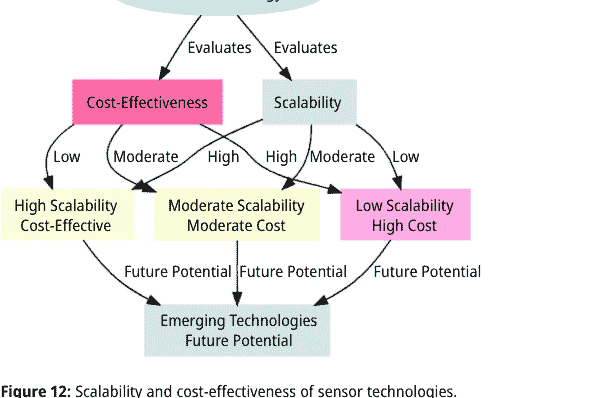 Evaluates Evaluates
Cost-Effectiveness Scalability
Low Moderate High High Moderate Low
High Scalability
Cost-Effective
Moderate Scalability
Moderate Cost
Low Scalability
High Cost
Future Potential Future Potential Future Potential
Emerging Technologies
Future Potential
Figure 12: Scalability and cost-effectiveness of sensor technologies.